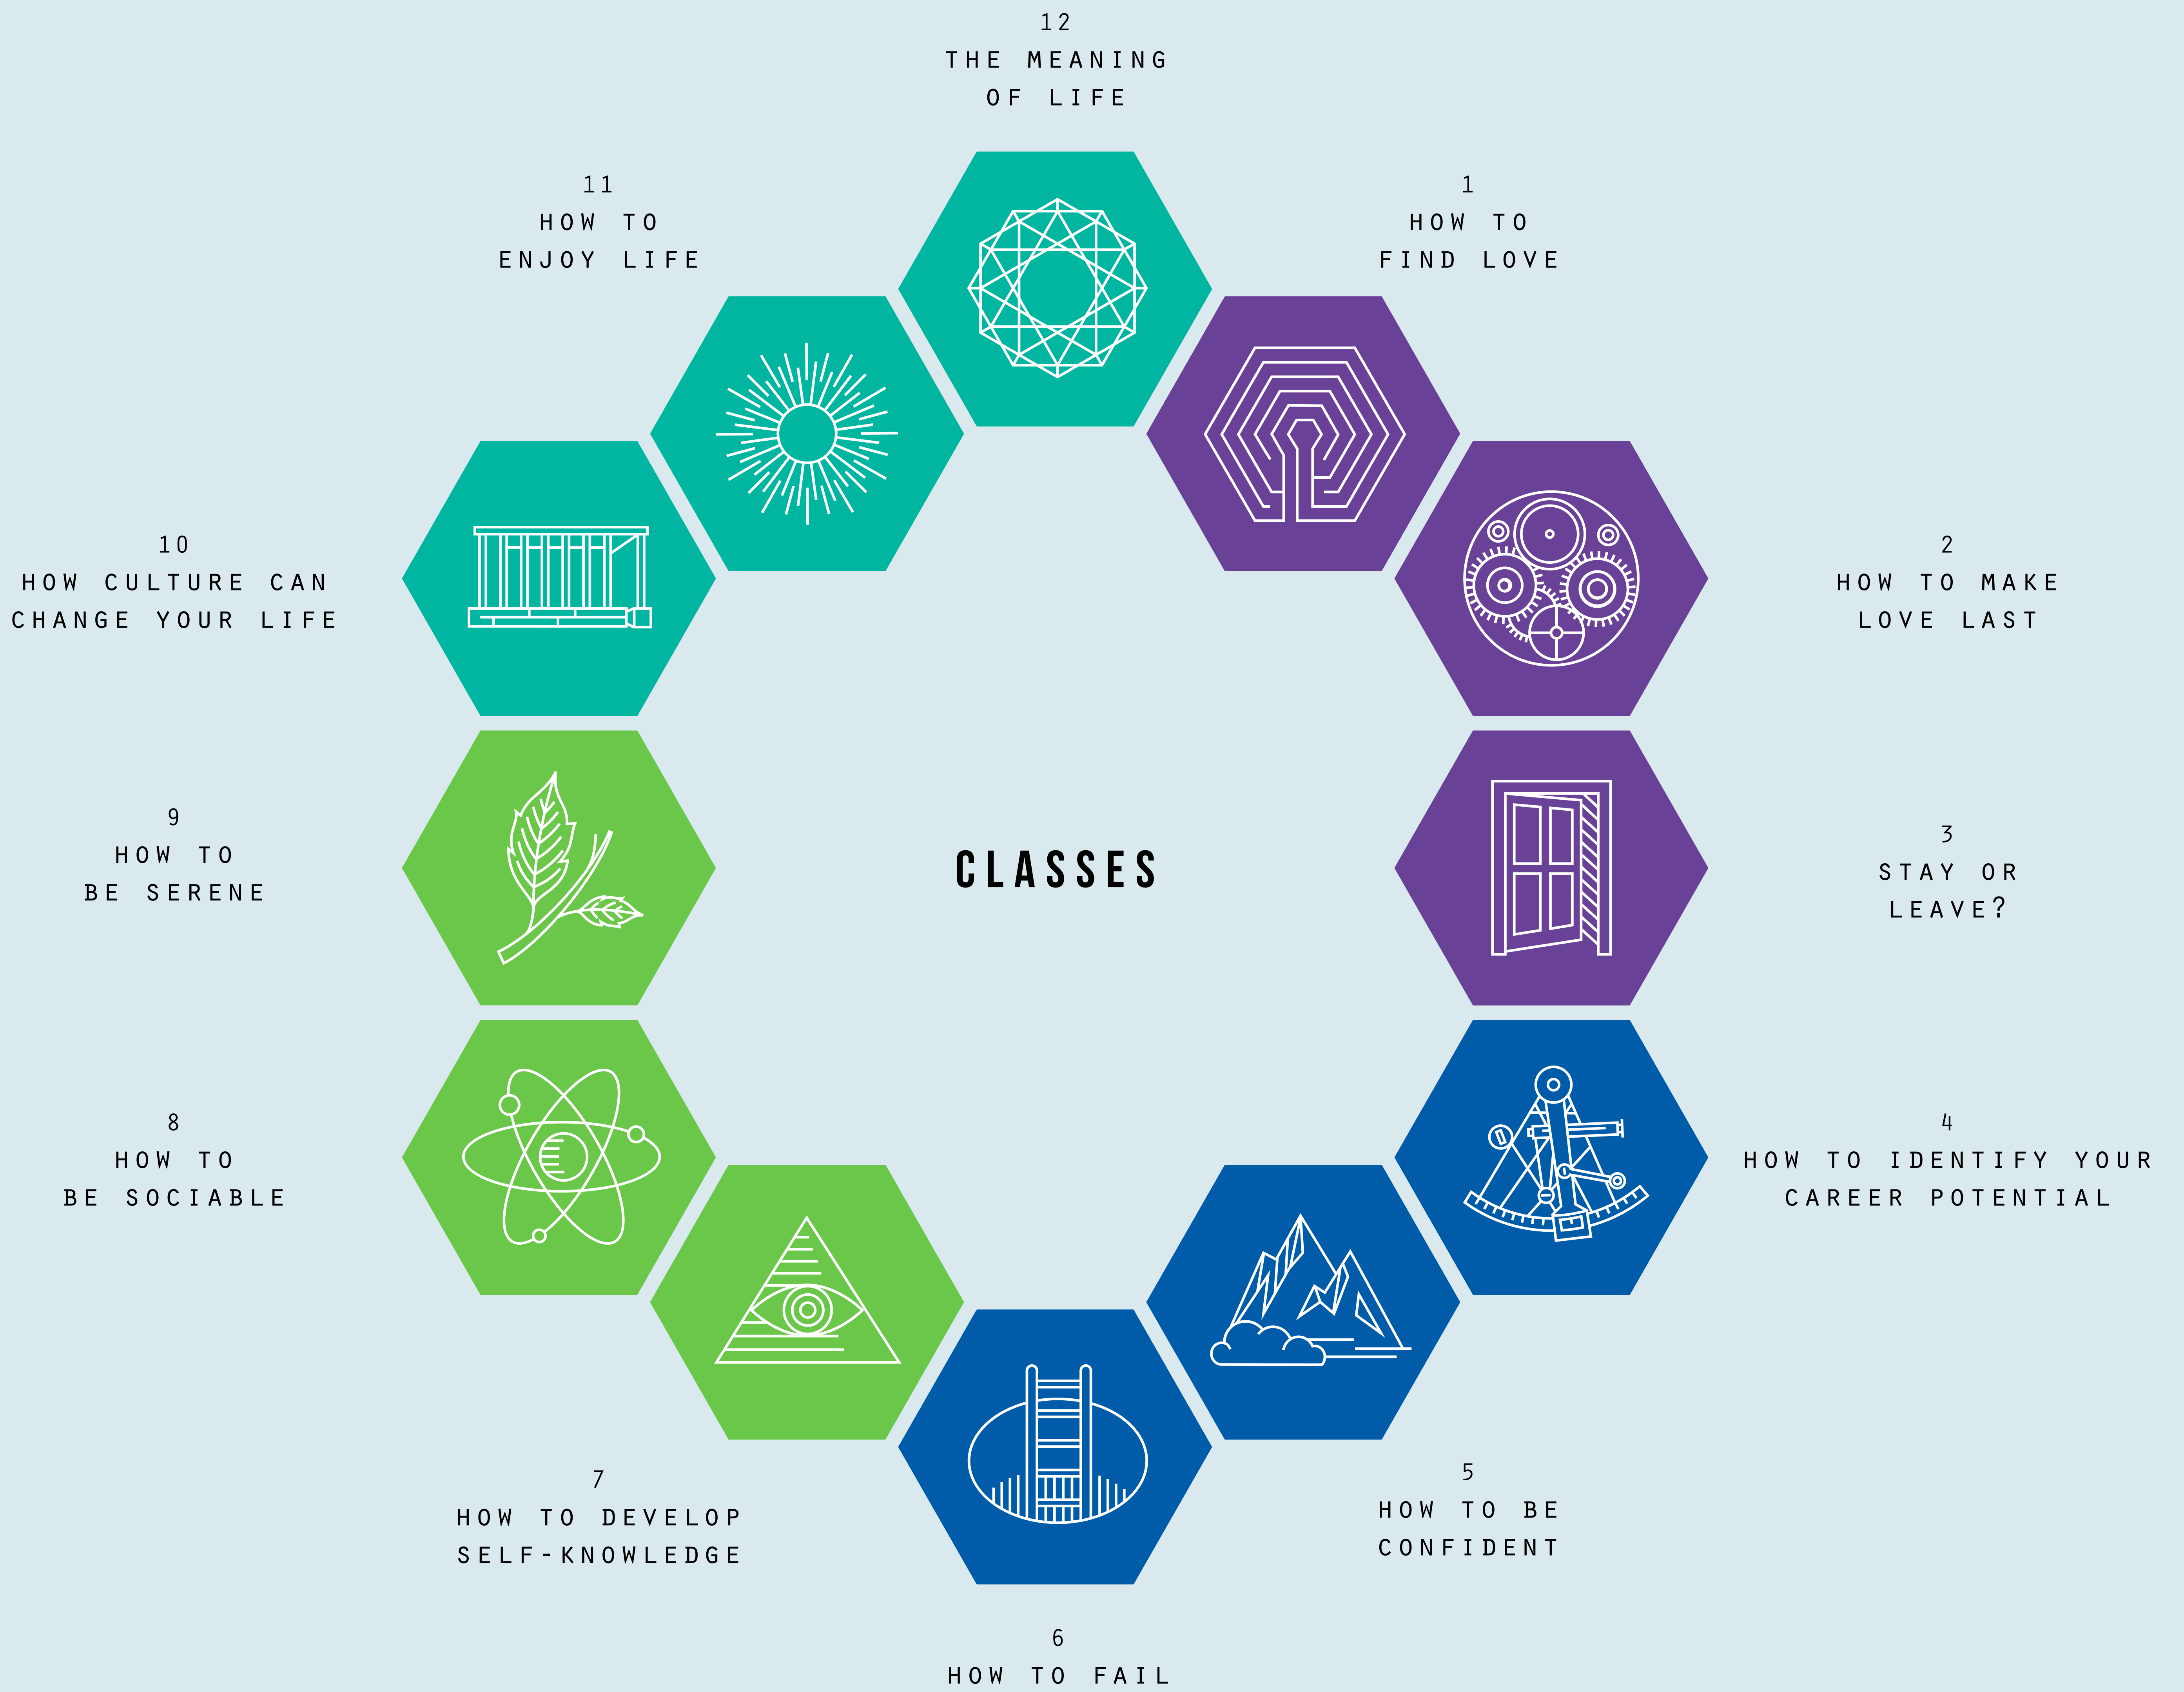 12
THE MEANING
OF LIFE
11
HOW TO
ENJOY LIFE
1
HOW TO
FIND LOVE
10
HOW CULTURE CAN
CHANGE YOUR LIFE
2
HOW TO MAKE
LOVE LAST
9
HOW TO
BE SERENE
CLASSES
3
STAY OR
LEAVE?
8
HOW TO
BE SOCIABLE
4
HOW TO IDENTIFY YOUR
CAREER POTENTIAL
7
HOW TO DEVELOP
SELF-KNOWLEDGE
5
HOW TO BE
CONFIDENT
6
HOW TO FAIL